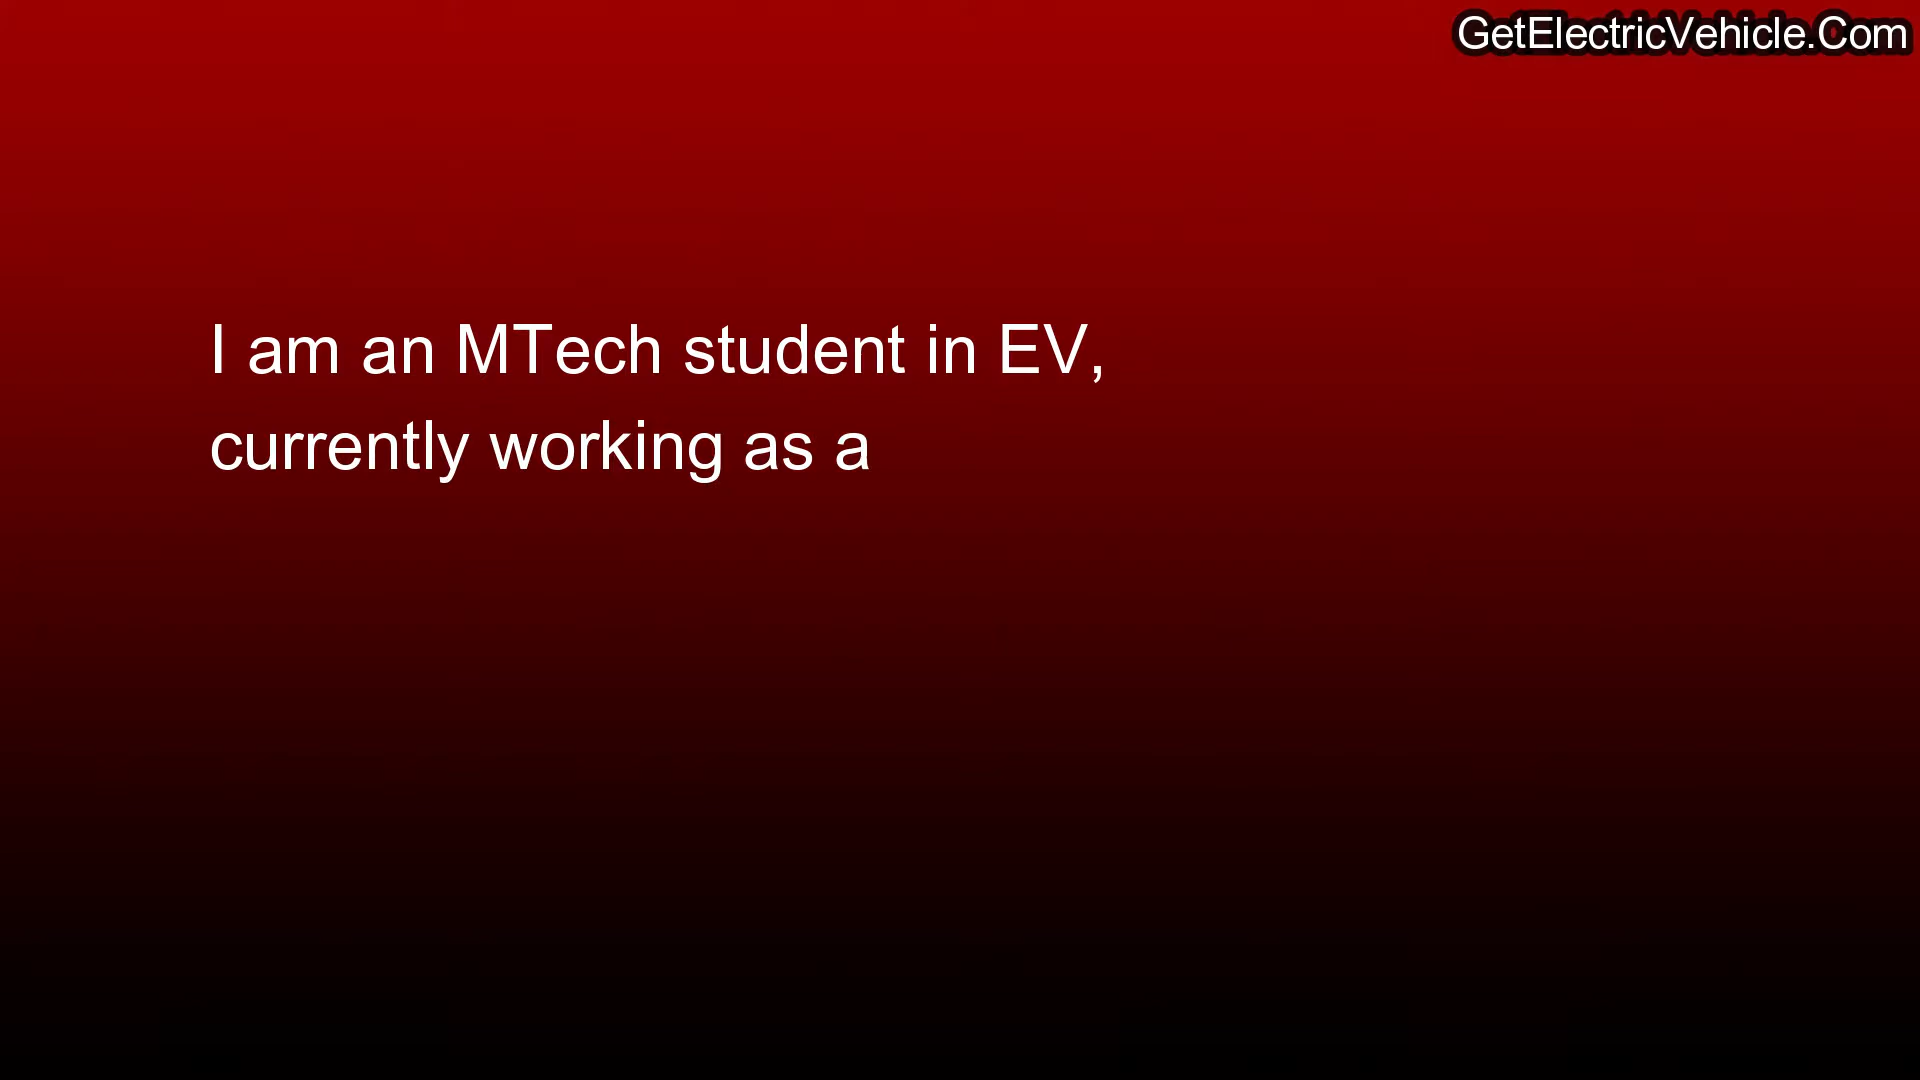 GetElectricVehicle.Com
I am an MTech student in EV,
currently working as a